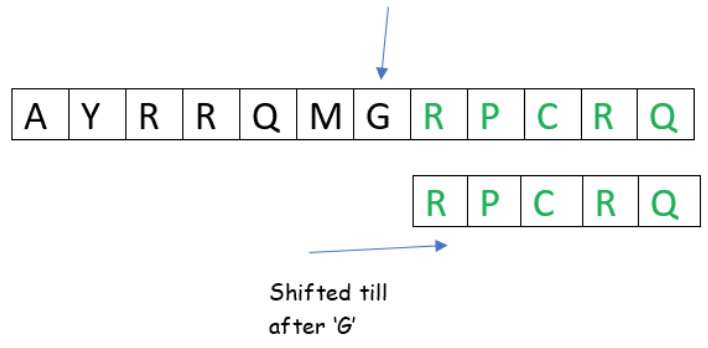 A Y R R Q M G R P C R Q
R P C R Q
Shifted till
after 'G'